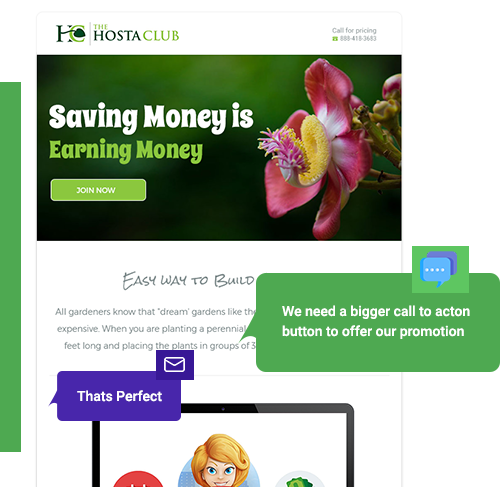 THE
HC HOSTA CLUB
Call for pricing
888-418-3683
Saving Money is
Earning Money
JOIN NOW
Easy way to Build
All gardeners know that "dream' gardens like the
expensive. When you are planting a perennial
feet long and placing the plants in groups of 3
We need a bigger call to acton
button to offer our promotion
Thats Perfect